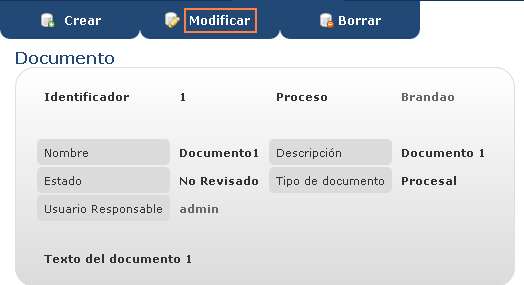 Crear Modificar Borrar
Documento
Identificador 1 Proceso Brandao
Nombre Documento1 Descripción Documento 1
Estado No Revisado Tipo de documento Procesal
Usuario Responsable admin
Texto del documento 1